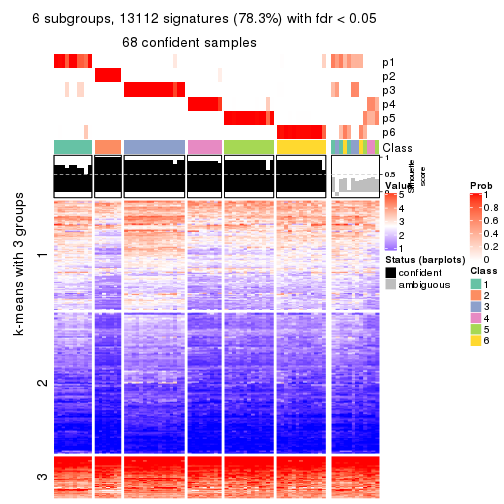 6 subgroups, 13112 signatures (78.3%) with fdr < 0.05
68 confident samples
p1
p2
p3
p4
p5
p6
Class
1
0.5
0
Silhouette
score
k-means with 3 groups
1
2
3
Value
5
4
3
2
1
Status (barplots)
confident
ambiguous
Prob
1
0.8
0.6
0.4
0.2
0
Class
1
2
3
4
5
6